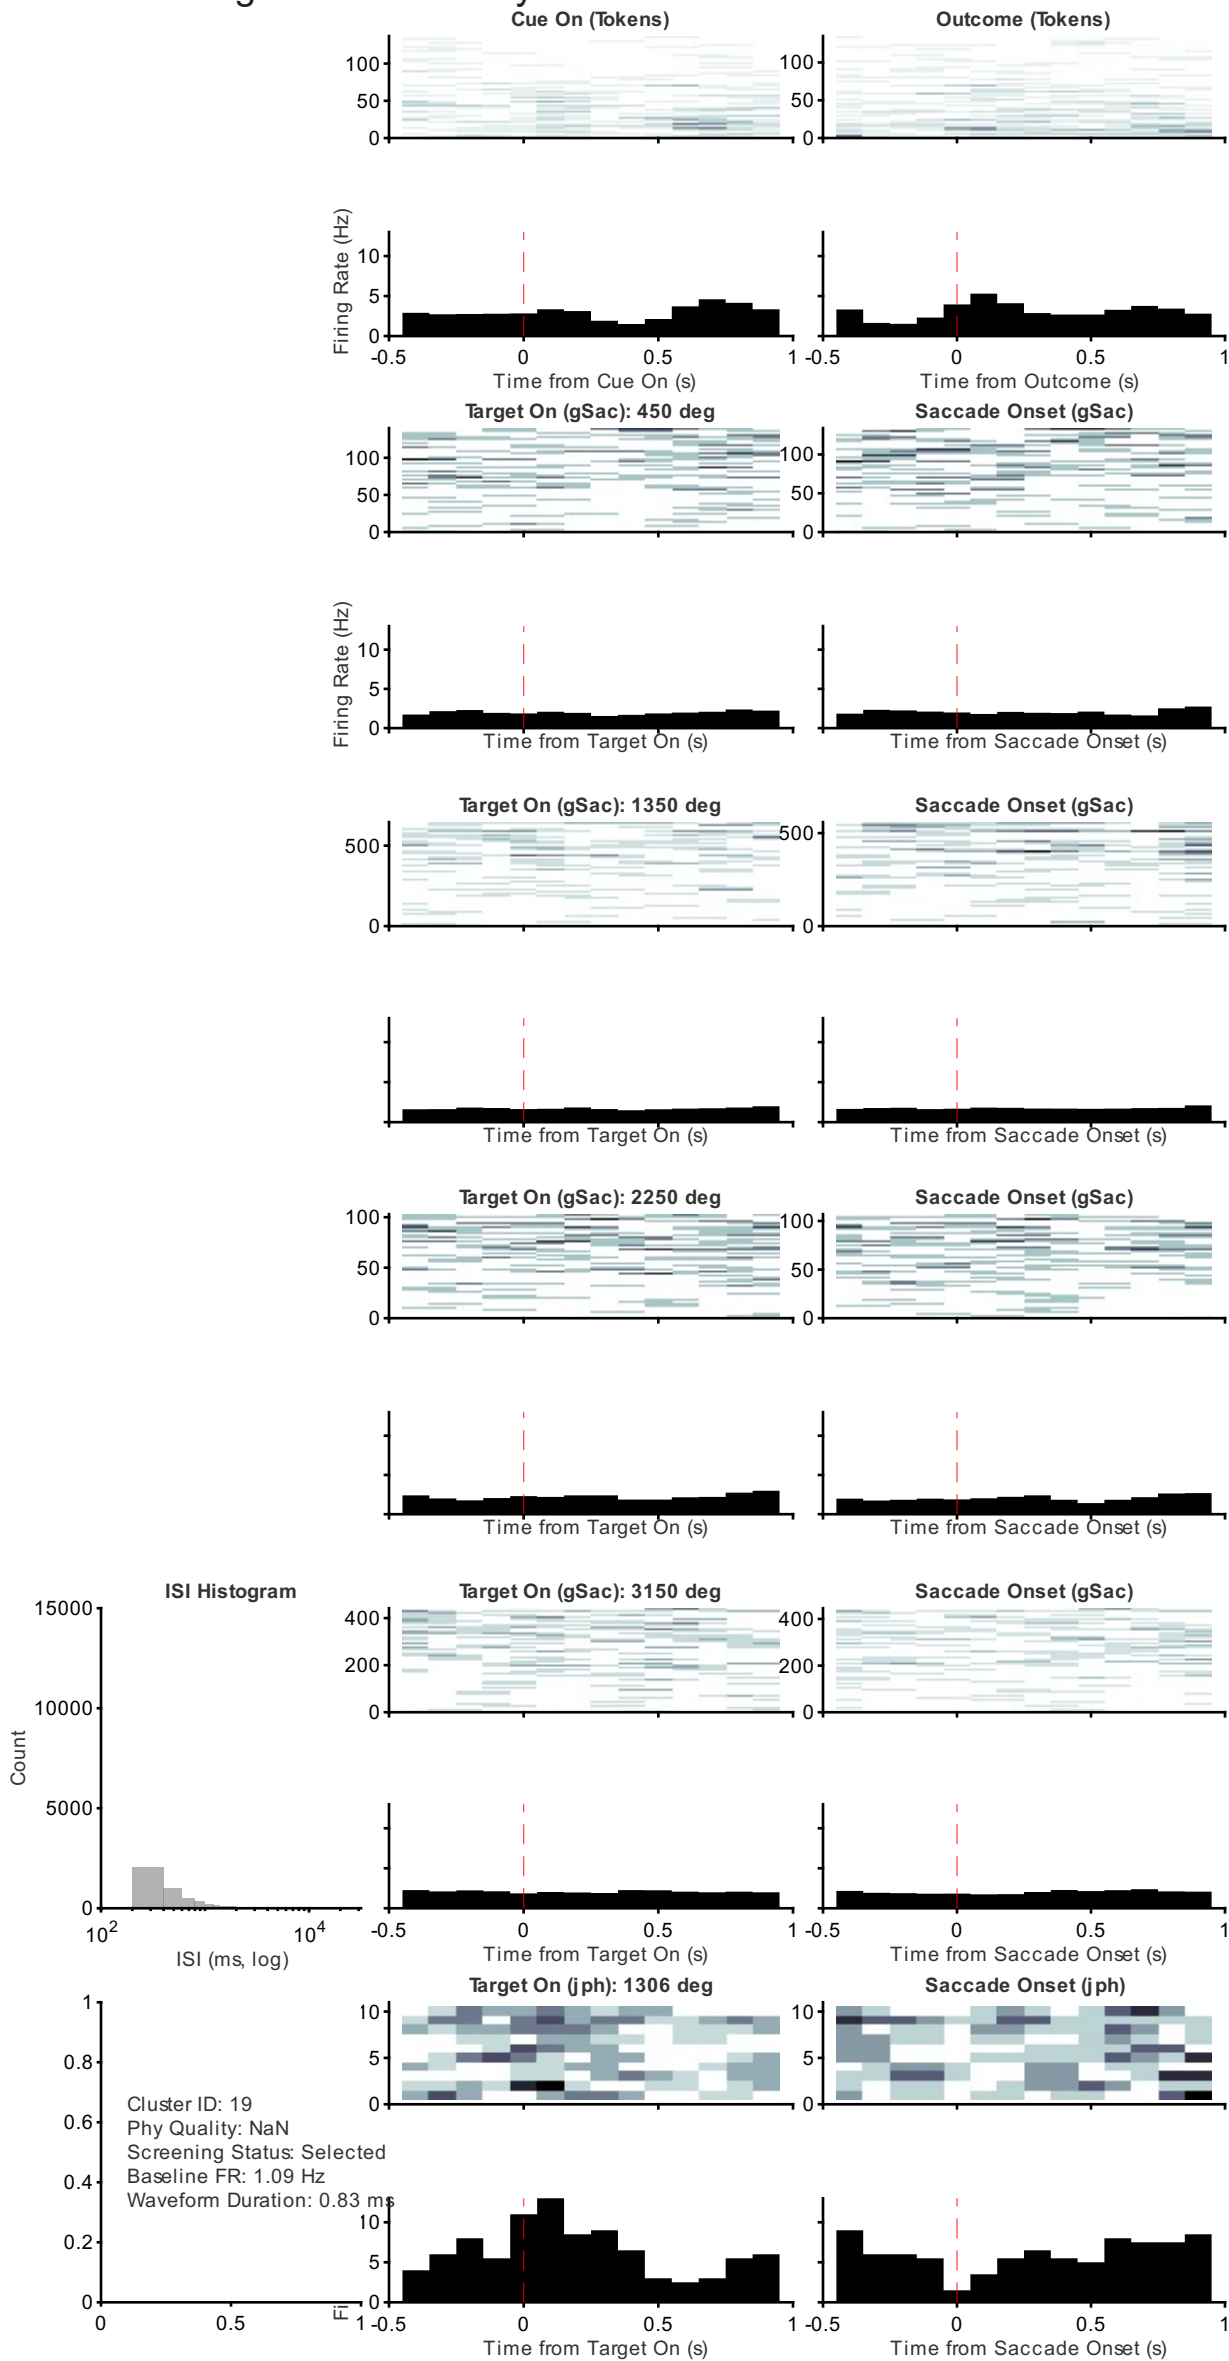 Cue On (Tokens)
Outcome (Tokens)
100
50
0
100
50
0
Firing Rate (Hz)
10
5
0
-0.5
0
0.5
1
-0.5
0
0.5
1
Time from Cue On (s)
Time from Outcome (s)
Target On (gSac): 450 deg
Saccade Onset (gSac)
100
50
0
100
50
0
Firing Rate (Hz)
10
5
0
Time from Target On (s)
Time from Saccade Onset (s)
Target On (gSac): 1350 deg
Saccade Onset (gSac)
500
0
500
0
Time from Target On (s)
Time from Saccade Onset (s)
Target On (gSac): 2250 deg
Saccade Onset (gSac)
100
50
0
100
50
0
Time from Target On (s)
Time from Saccade Onset (s)
ISI Histogram
15000
10000
5000
0
Count
10^2
10^4
ISI (ms, log)
Target On (gSac): 3150 deg
Saccade Onset (gSac)
400
200
0
400
200
0
-0.5
0
0.5
1
-0.5
0
0.5
1
Time from Target On (s)
Time from Saccade Onset (s)
Target On (jph): 1306 deg
Saccade Onset (jph)
10
5
0
10
5
0
1
0.8
0.6
0.4
0.2
0
0
0.5
1
Cluster ID: 19
Phy Quality: NaN
Screening Status: Selected
Baseline FR: 1.09 Hz
Waveform Duration: 0.83 ms
Fi
10
5
0
-0.5
0
0.5
1
-0.5
0
0.5
1
Time from Target On (s)
Time from Saccade Onset (s)